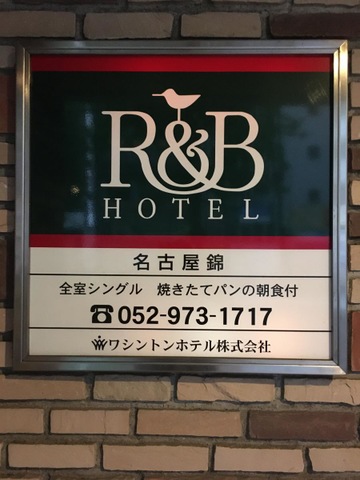 R&B
HOTEL
名古屋錦
全室シングル 焼きたてパンの朝食付
☎052-973-1717
ワシントンホテル株式会社